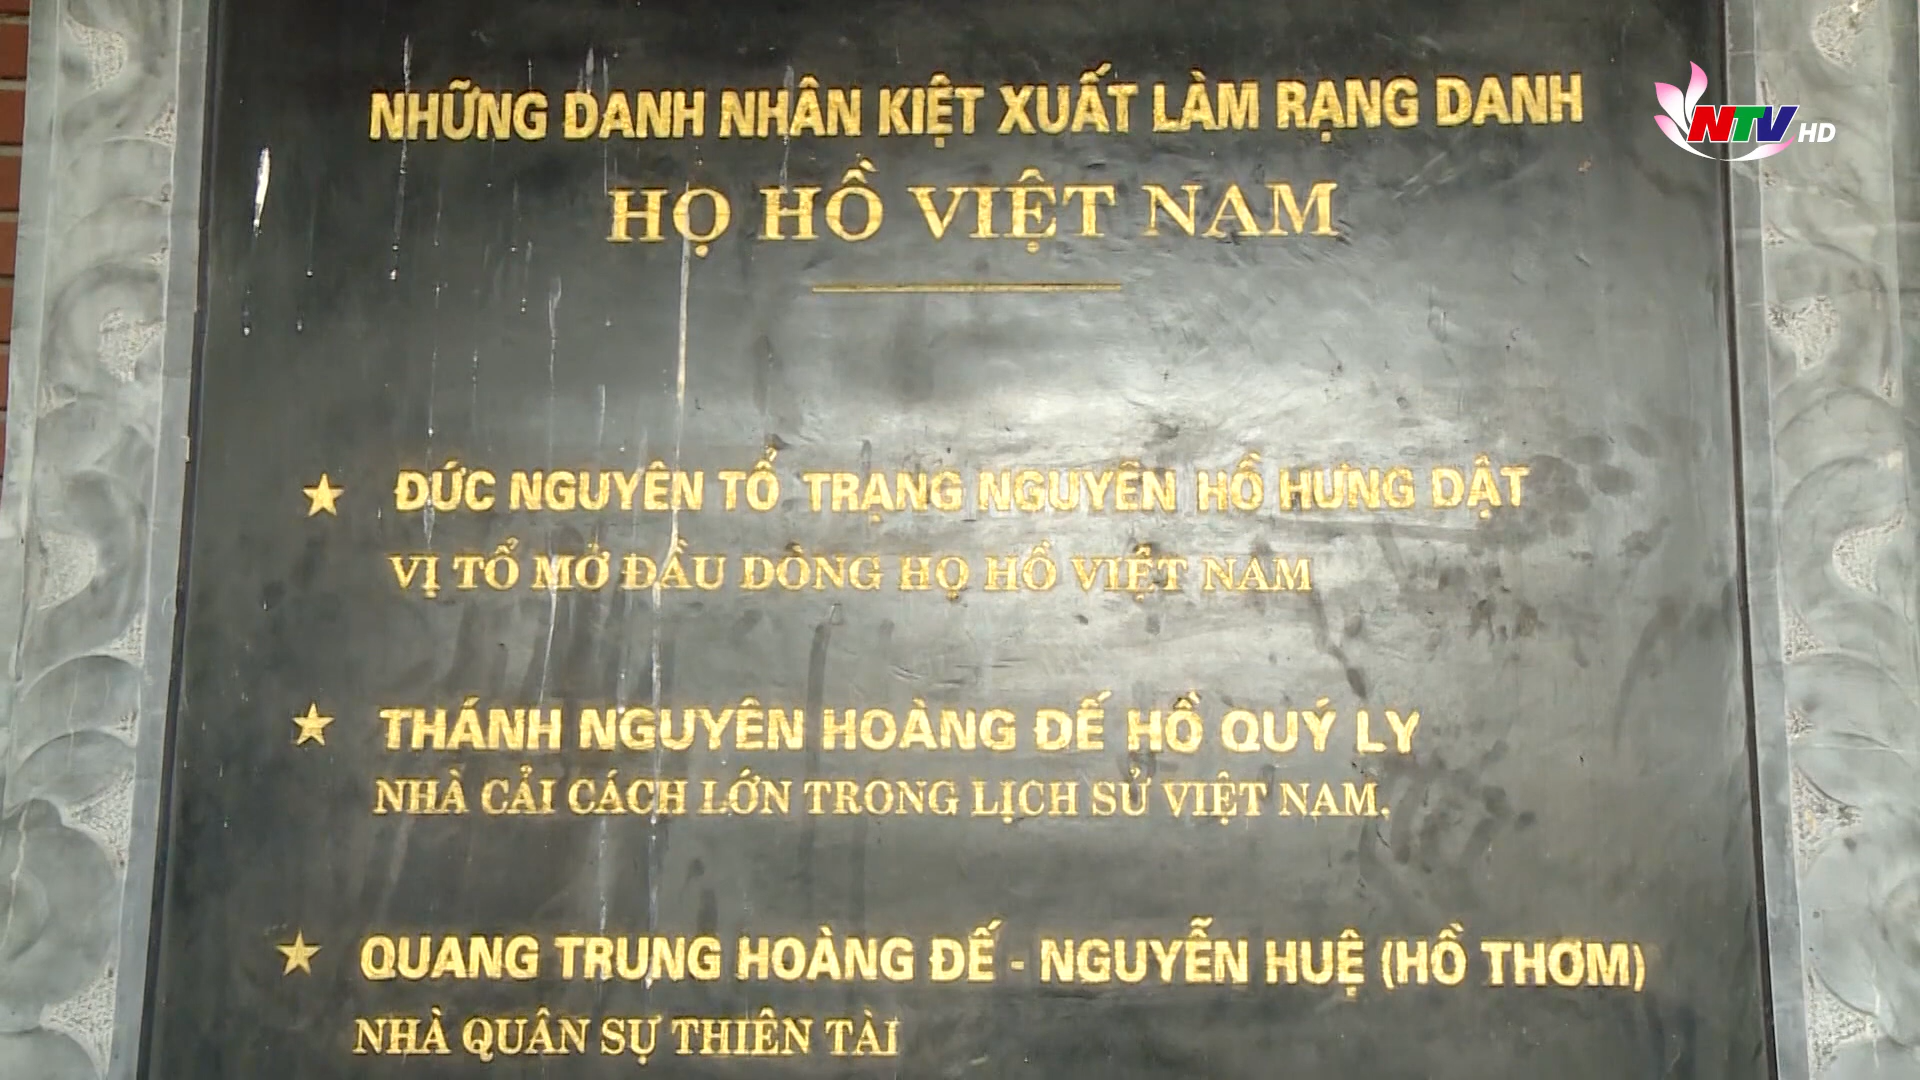 NHỮNG DANH NHÂN KIỆT XUẤT LÀM RẠNG DANH
HỌ HỒ VIỆT NAM
NTV HD
★ ĐỨC NGUYÊN TỔ TRẠNG NGUYÊN HỒ HƯNG DẬT
VỊ TỔ MỞ ĐẦU DÒNG HỌ HỒ VIỆT NAM
★ THÁNH NGUYÊN HOÀNG ĐẾ HỒ QUÝ LY
NHÀ CẢI CÁCH LỚN TRONG LỊCH SỬ VIỆT NAM.
★ QUANG TRUNG HOÀNG ĐẾ - NGUYỄN HUỆ (HỒ THƠM)
NHÀ QUÂN SỰ THIÊN TÀI